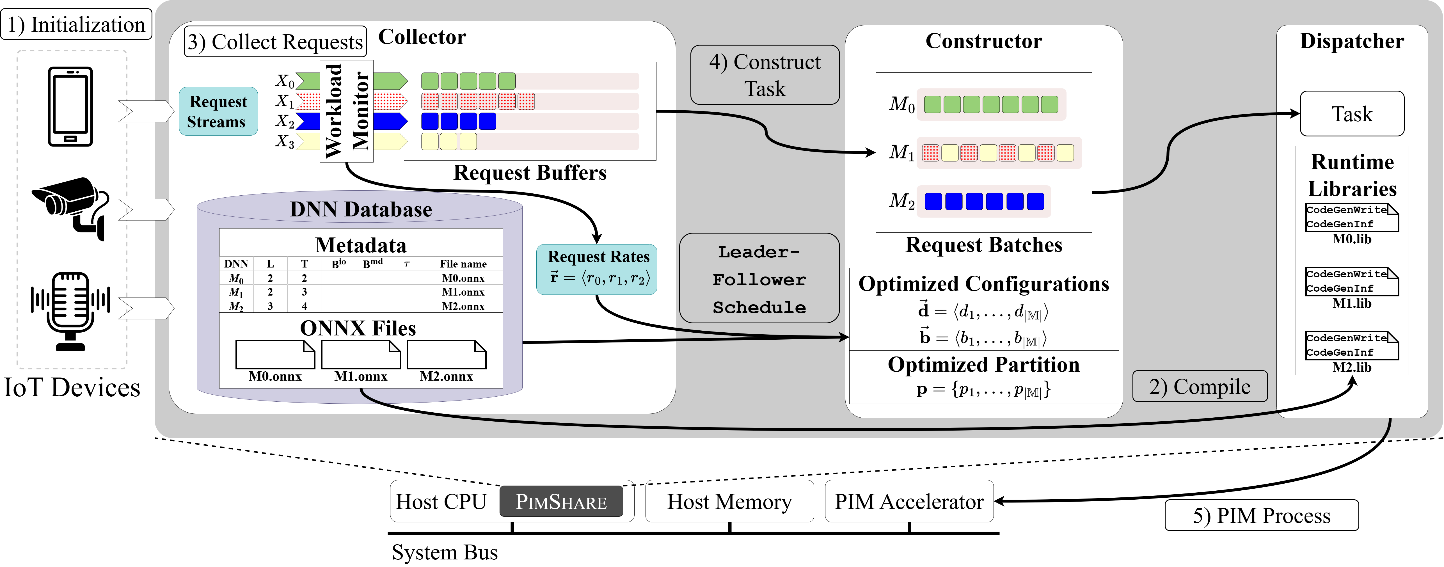 1) Initialization
IoT Devices
3) Collect Requests
Collector
Request
Streams
X0
X1
X2
X3
Workload
Monitor
Request Buffers
DNN Database
Metadata
DNN L T B^io B^md τ File name
M0 2 2 M0.onnx
M1 2 3 M1.onnx
M2 3 4 M2.onnx
ONNX Files
M0.onnx M1.onnx M2.onnx
Request Rates
r⃗ = ⟨r0, r1, r2⟩
4) Construct
Task
Leader-
Follower
Schedule
Constructor
M0
M1
M2
Request Batches
Optimized Configurations
d⃗ = ⟨d1, . . . , d|𝕄|⟩
b⃗ = ⟨b1, . . . , b|𝕄|⟩
Optimized Partition
p = {p1, . . . , p|𝕄|}
2) Compile
Dispatcher
Task
Runtime
Libraries
CodeGenWrite
CodeGenInf
M0.lib
CodeGenWrite
CodeGenInf
M1.lib
CodeGenWrite
CodeGenInf
M2.lib
5) PIM Process
Host CPU PIMSHARE Host Memory PIM Accelerator
System Bus